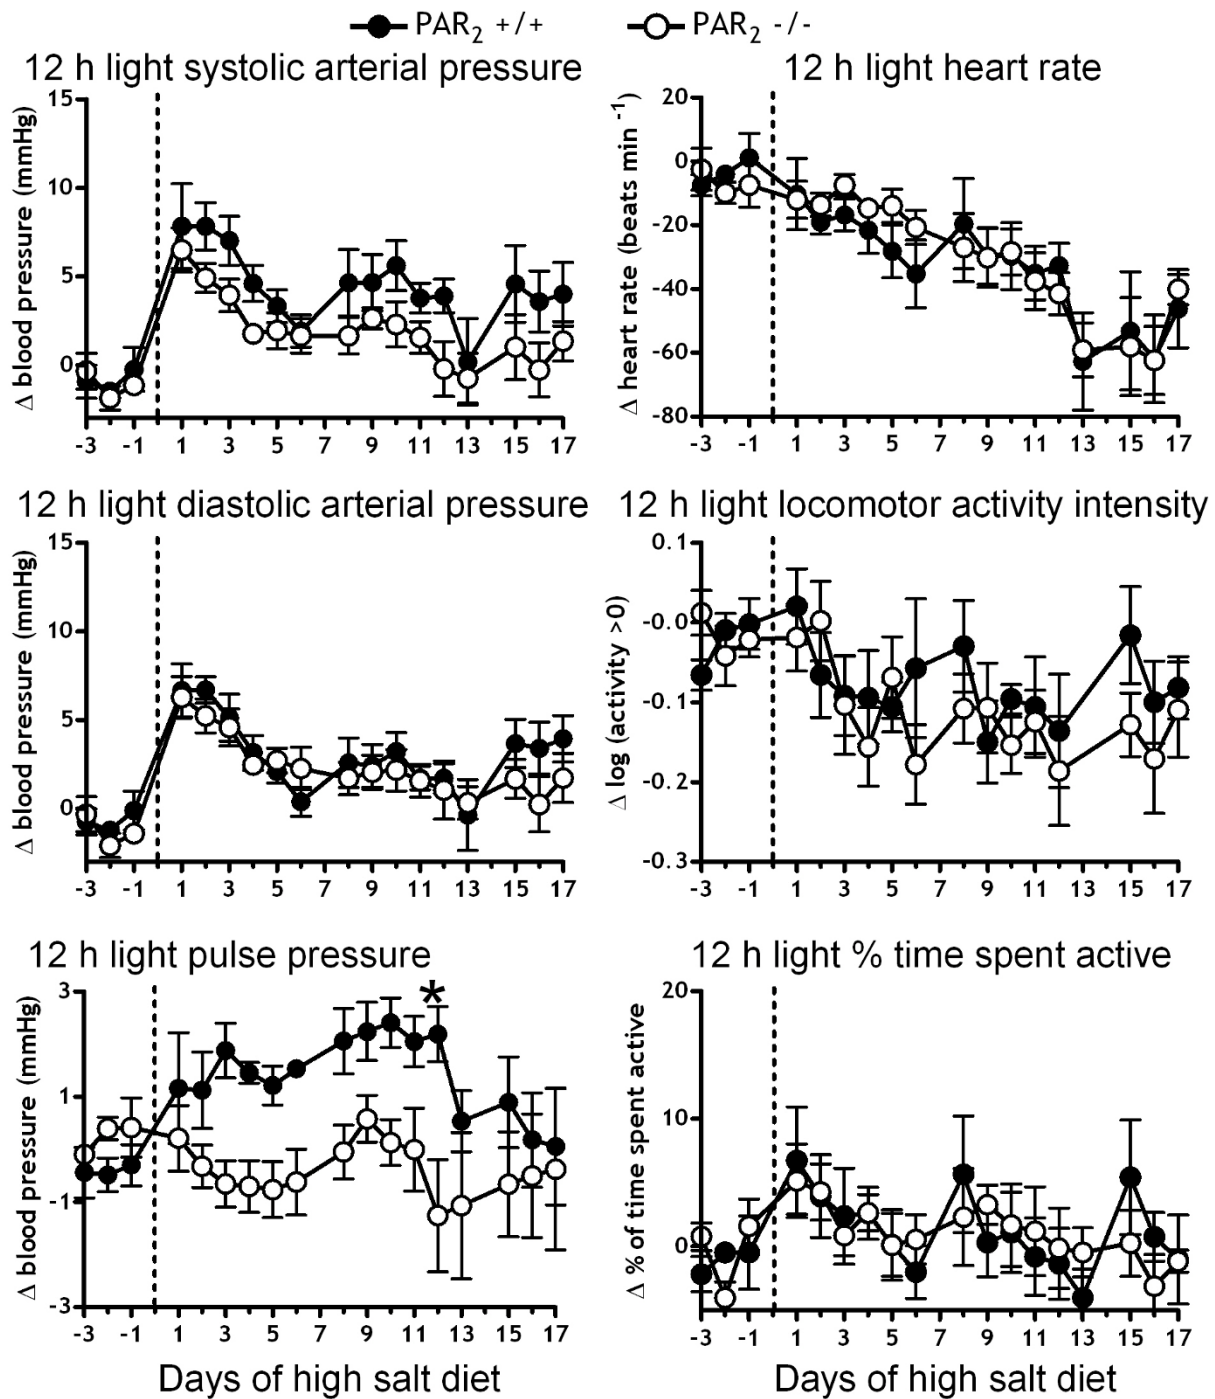 PAR2 +/+ PAR2 -/-
12 h light systolic arterial pressure
Δ blood pressure (mmHg)
15
10
5
0
-3 -1 1 3 5 7 9 11 13 15 17
12 h light heart rate
Δ heart rate (beats min -1)
20
0
-20
-40
-60
-80
-3 -1 1 3 5 7 9 11 13 15 17
12 h light diastolic arterial pressure
Δ blood pressure (mmHg)
15
10
5
0
-3 -1 1 3 5 7 9 11 13 15 17
12 h light locomotor activity intensity
Δ log (activity >0)
0.1
-0.0
-0.1
-0.2
-0.3
-3 -1 1 3 5 7 9 11 13 15 17
12 h light pulse pressure
Δ blood pressure (mmHg)
3
1
-1
-3
*
-3 -1 1 3 5 7 9 11 13 15 17
Days of high salt diet
12 h light % time spent active
Δ % of time spent active
20
10
0
-3 -1 1 3 5 7 9 11 13 15 17
Days of high salt diet